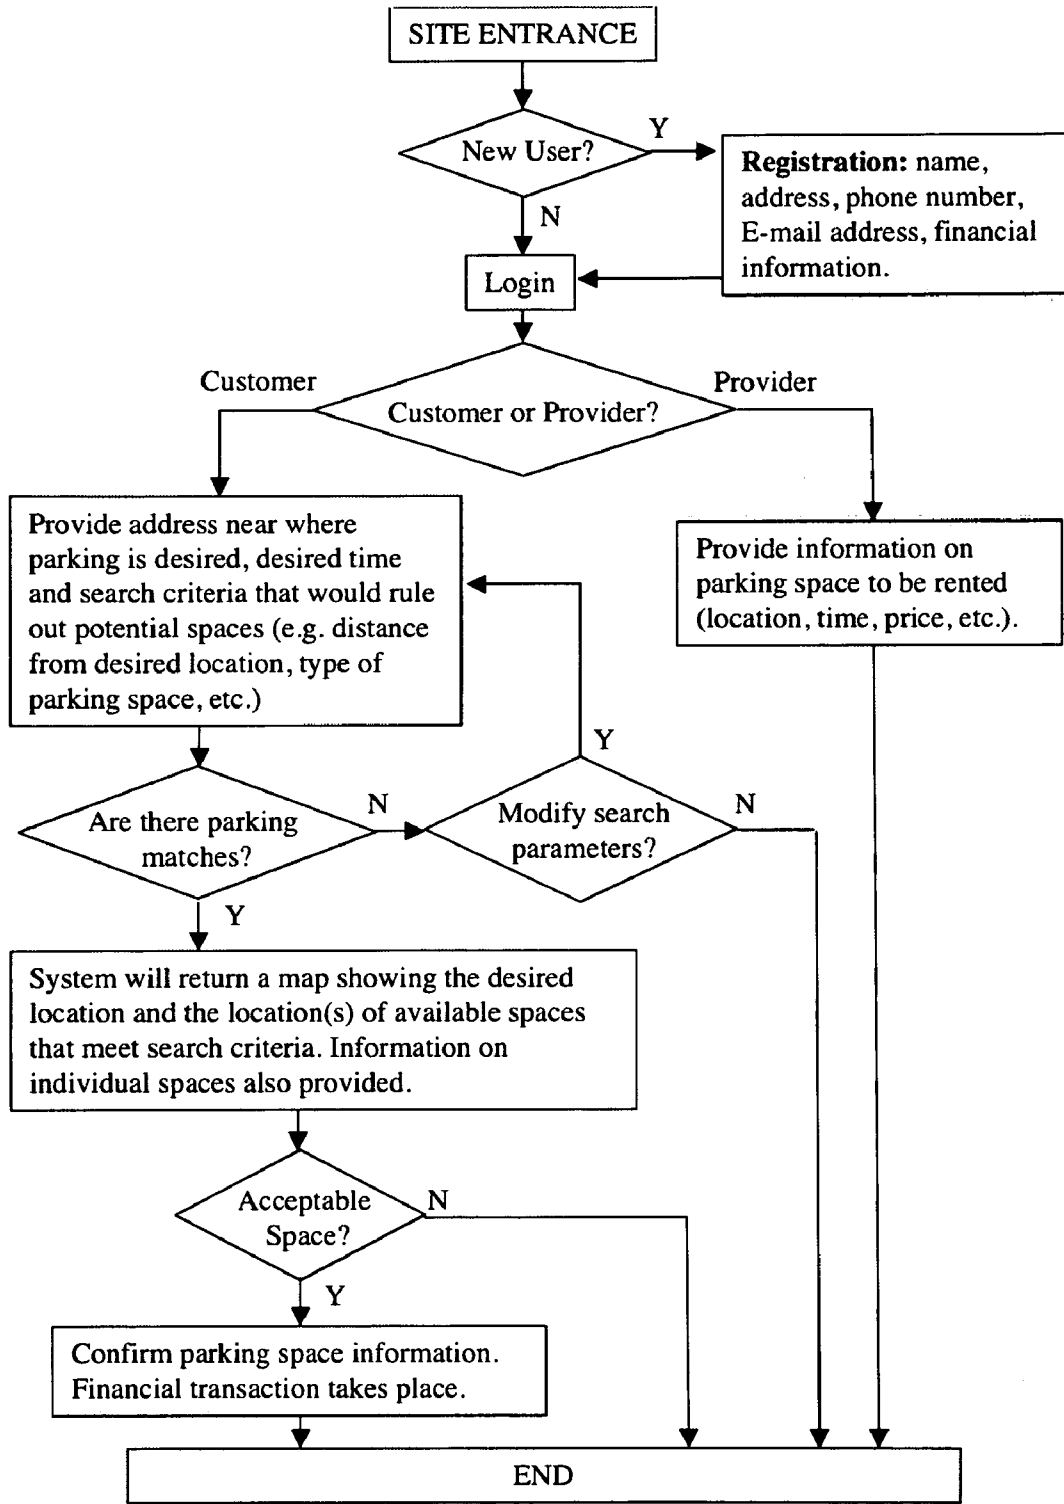 SITE ENTRANCE
New User?
Y
Registration: name,
address, phone number,
E-mail address, financial
information.
N
Login
Customer
Customer or Provider?
Provider
Provide address near where
parking is desired, desired time
and search criteria that would rule
out potential spaces (e.g. distance
from desired location, type of
parking space, etc.)
Provide information on
parking space to be rented
(location, time, price, etc.).
Are there parking
matches?
N
Modify search
parameters?
Y
N
Y
System will return a map showing the desired
location and the location(s) of available spaces
that meet search criteria. Information on
individual spaces also provided.
Acceptable
Space?
N
Y
Confirm parking space information.
Financial transaction takes place.
END